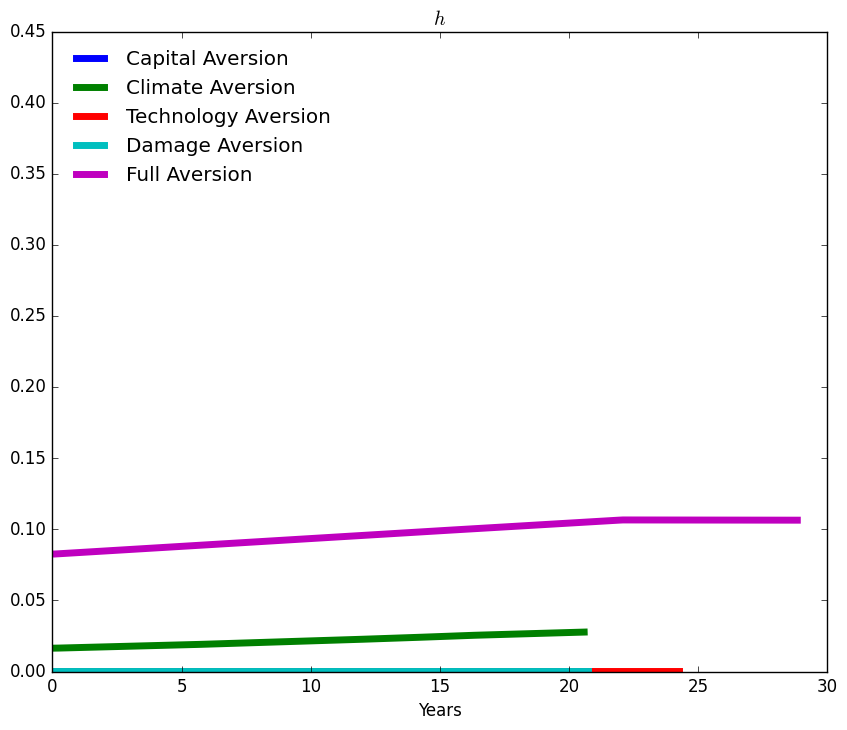 h
0.45
0.40
0.35
0.30
0.25
0.20
0.15
0.10
0.05
0.00
Capital Aversion
Climate Aversion
Technology Aversion
Damage Aversion
Full Aversion
0 5 10 15 20 25 30
Years